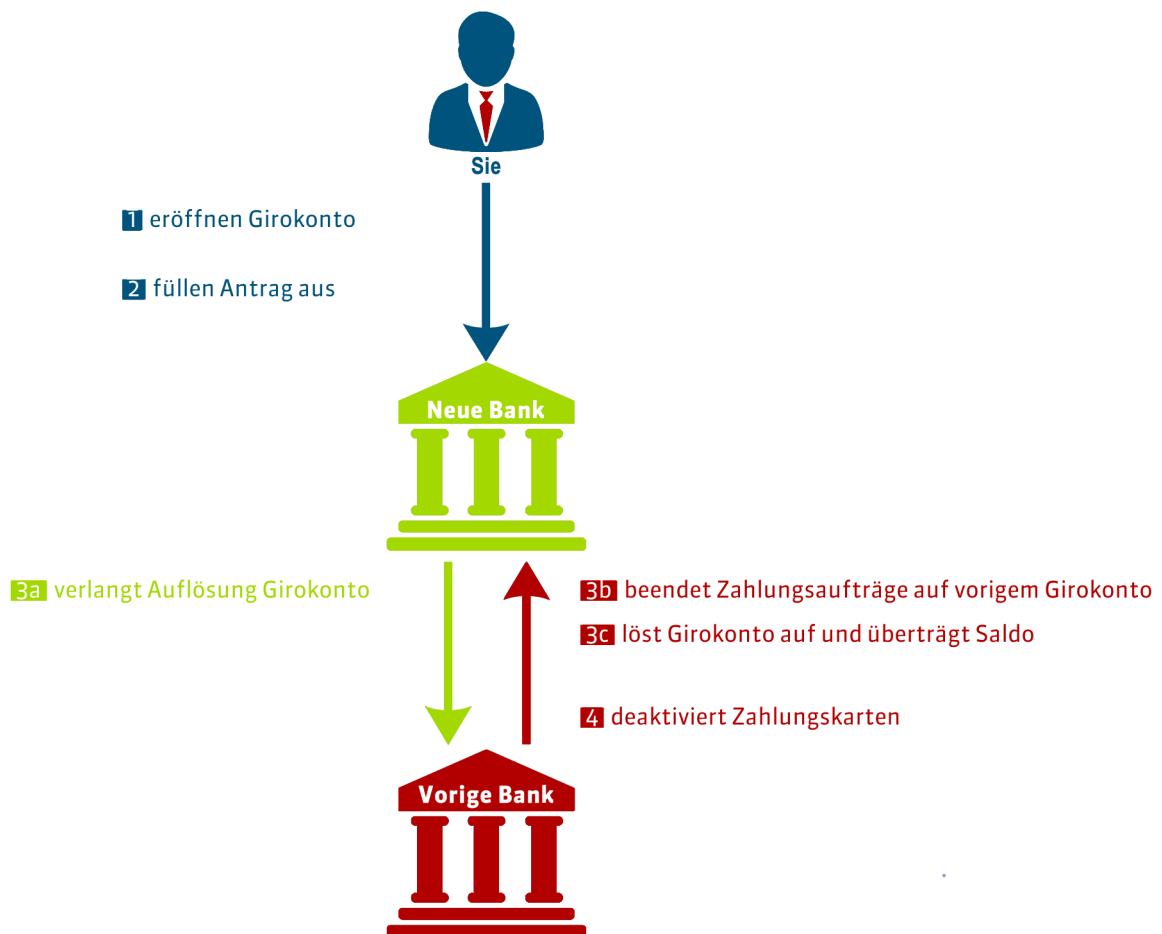 Sie
1 eröffnen Girokonto
2 füllen Antrag aus
Neue Bank
3a verlangt Auflösung Girokonto
3b beendet Zahlungsaufträge auf vorigem Girokonto
3c löst Girokonto auf und überträgt Saldo
4 deaktiviert Zahlungskarten
Vorige Bank